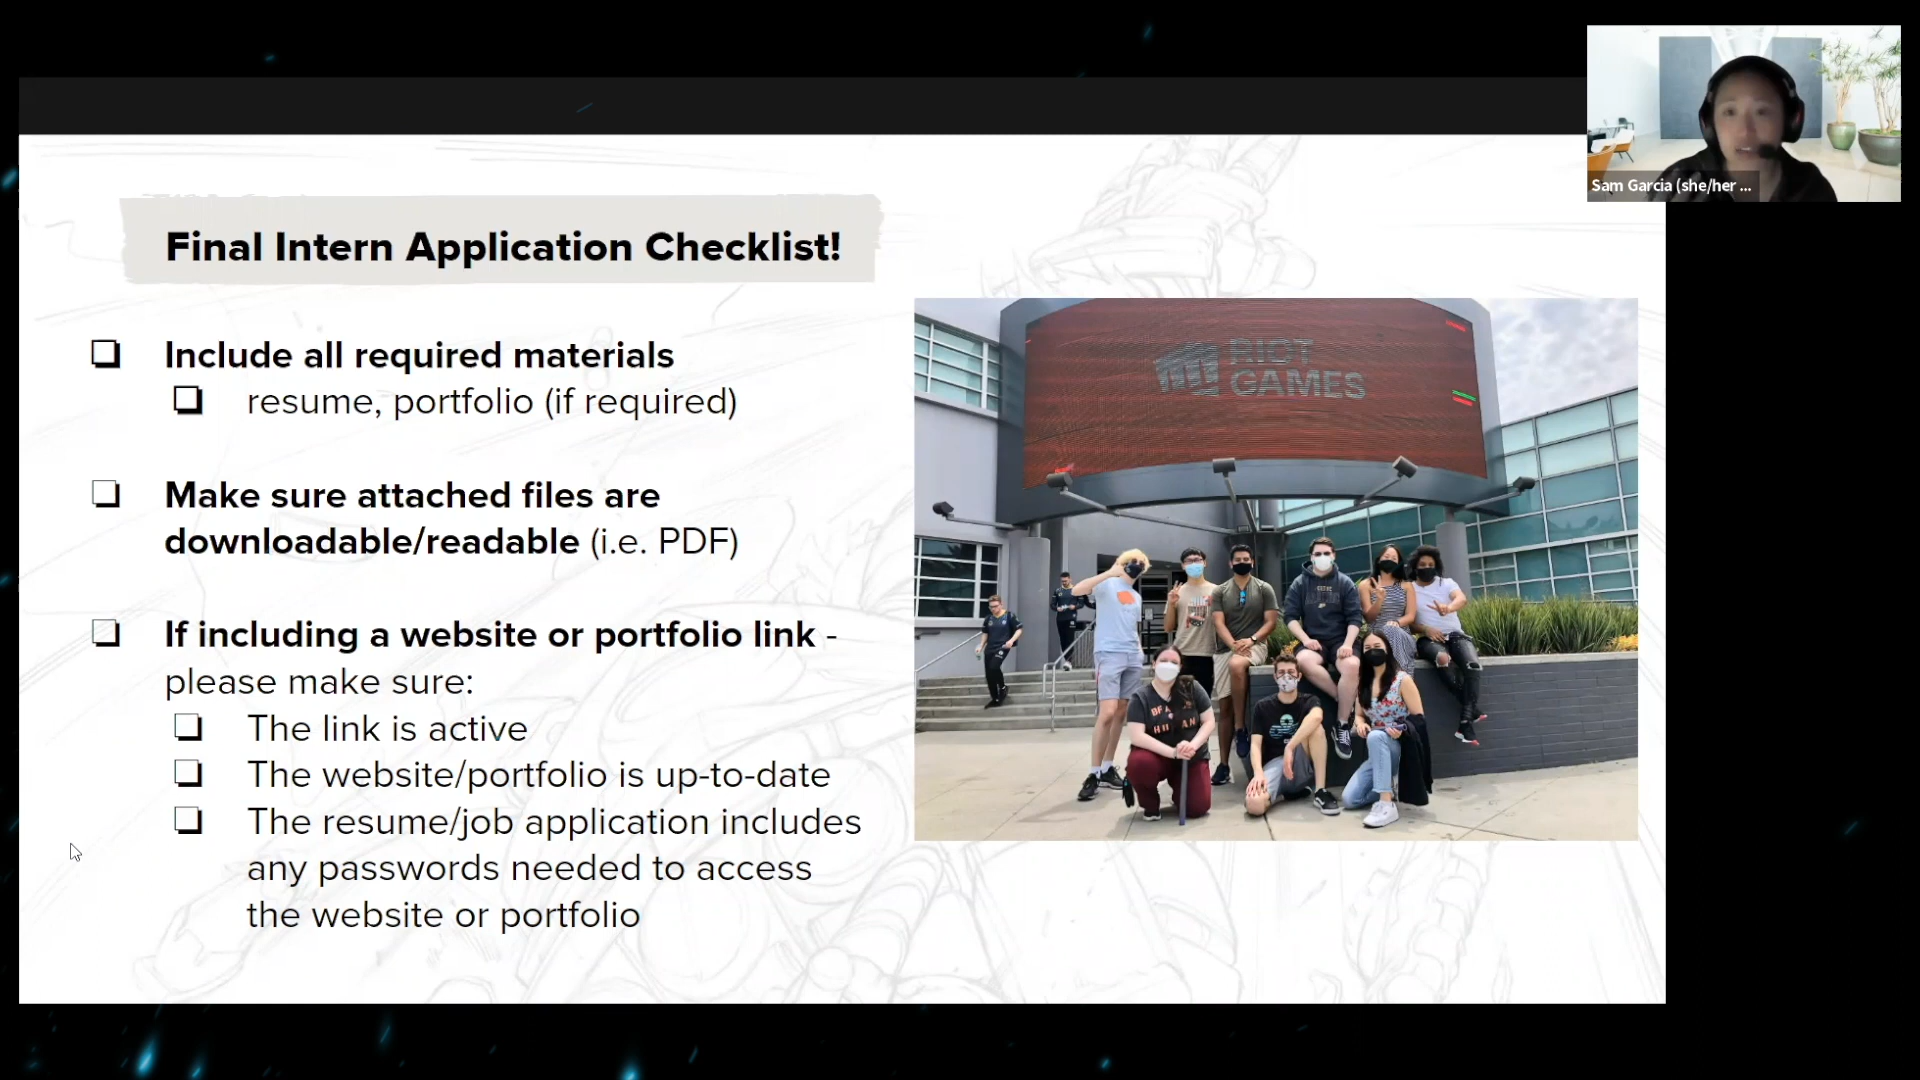 Sam Garcia (she/her ...
Final Intern Application Checklist!
Include all required materials
resume, portfolio (if required)
Make sure attached files are
downloadable/readable (i.e. PDF)
If including a website or portfolio link -
please make sure:
The link is active
The website/portfolio is up-to-date
The resume/job application includes
any passwords needed to access
the website or portfolio
RIOT
GAMES